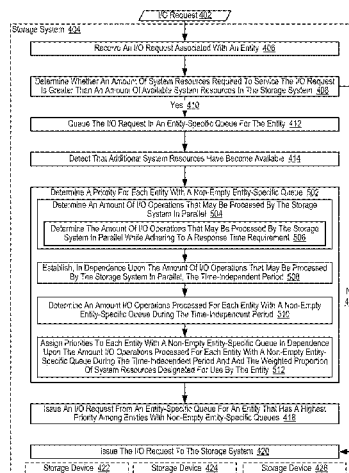 I/O Request 402
Storage System 404
Receive An I/O Request Associated With An Entity 406
Determine Whether An Amount Of System Resources Required To Service The I/O Request
Is Greater Than An Amount Of Available System Resources In The Storage System 408
Yes 410
Queue The I/O Request In An Entity-Specific Queue For The Entity 412
Detect That Additional System Resources Have Become Available 414
Determine A Priority For Each Entity With A Non-Empty Entity-Specific Queue 502
Determine An Amount Of I/O Operations That May Be Processed By The Storage
System In Parallel 504
Determine The Amount Of I/O Operations That May Be Processed By The Storage
System In Parallel While Adhering To A Response Time Requirement 506
Establish, In Dependence Upon The Amount Of I/O Operations That May Be Processed
By The Storage System In Parallel, The Time-Independent Period 508
Determine An Amount I/O Operations Processed For Each Entity With A Non-Empty
Entity-Specific Queue During The Time-Independent Period 510
Assign Priorities To Each Entity With A Non-Empty Entity-Specific Queue In Dependence
Upon The Amount I/O Operations Processed For Each Entity With A Non-Empty Entity-
Specific Queue During The Time-Independent Period And And The Weighted Proportion
Of System Resources Designated For Use By The Entity 512
Issue An I/O Request From An Entity-Specific Queue For An Entity That Has A Highest
Priority Among Entities With Non-Empty Entities-Specific Queues 418
Issue The I/O Request To The Storage System 420
Storage Device 422
Storage Device 424
Storage Device 426